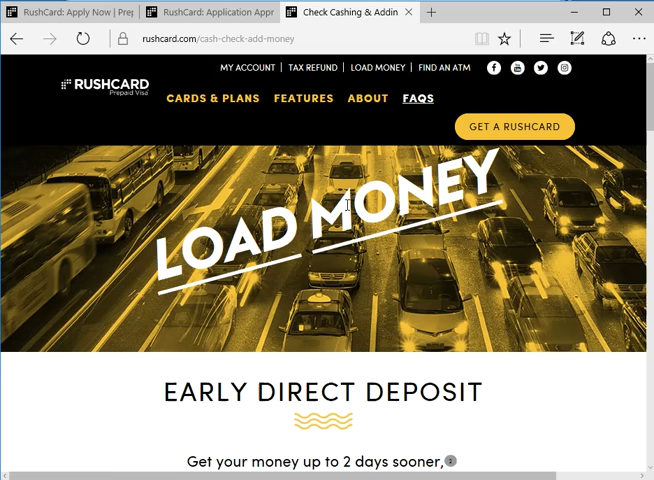 RushCard: Apply Now | Prep
RushCard: Application Appr
Check Cashing & Addin
rushcard.com/cash-check-add-money
MY ACCOUNT | TAX REFUND | LOAD MONEY | FIND AN ATM
RUSHCARD
Prepaid Visa
CARDS & PLANS FEATURES ABOUT FAQS
GET A RUSHCARD
LOAD MONEY
EARLY DIRECT DEPOSIT
Get your money up to 2 days sooner,